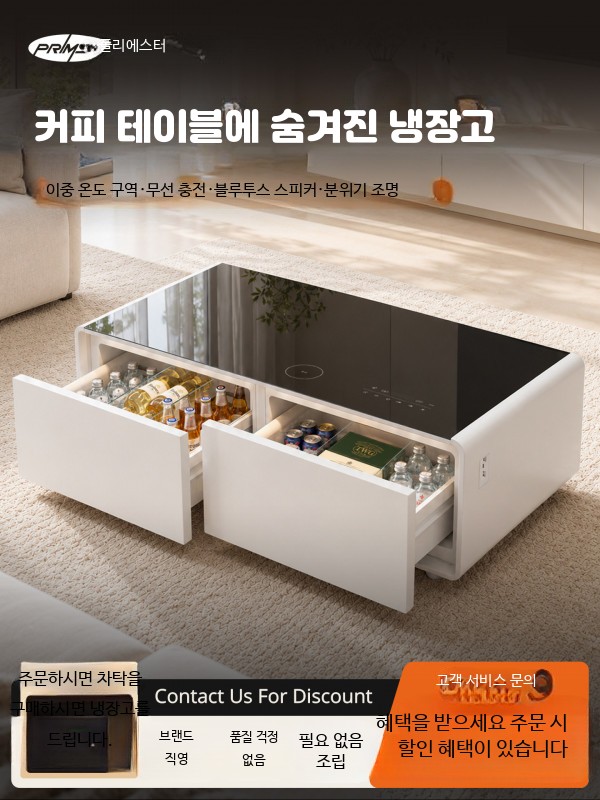 PRIMON 폴리에스터
커피 테이블에 숨겨진 냉장고
이중 온도 구역·무선 충전·블루투스 스피커·분위기 조명
주문하시면 차탁을
구매하시면 냉장고를
드립니다.
Contact Us For Discount
브랜드
직영
품질 걱정
없음
필요 없음
조립
고객 서비스 문의
혜택을 받으세요 주문 시
할인 혜택이 있습니다